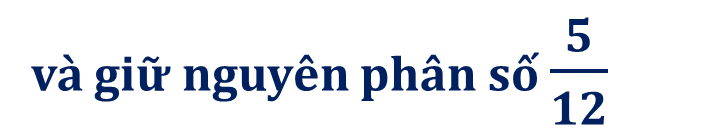 và giữ nguyên phân số 5/12